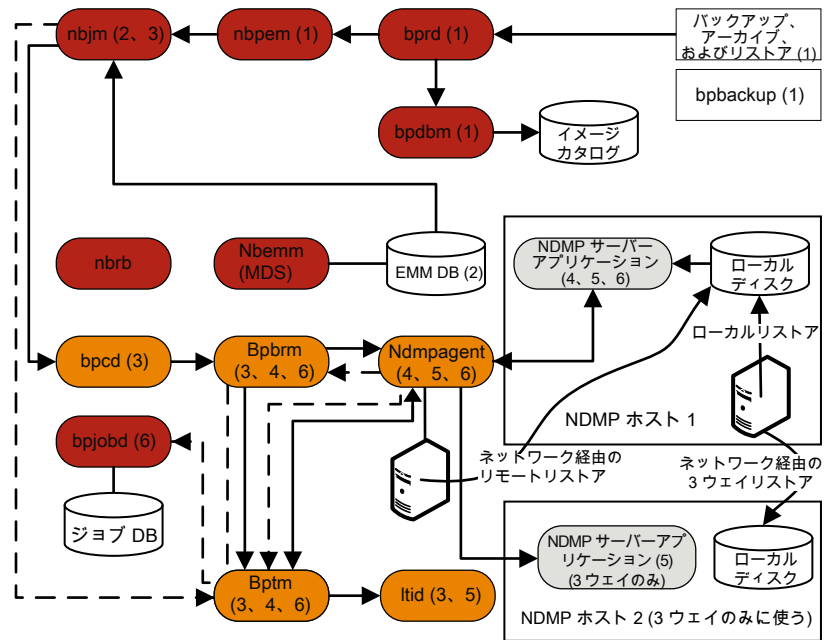 nbjm (2、3)
nbpem (1)
bprd (1)
バックアップ、
アーカイブ、
およびリストア (1)
bpbackup (1)
bpdbm (1)
イメージ
カタログ
nbrb
Nbemm
(MDS)
EMM DB (2)
NDMP サーバー
アプリケーション
(4、5、6)
ローカル
ディスク
ローカルリストア
NDMP ホスト 1
bpcd (3)
Bpbrm
(3、4、6)
Ndmpagent
(4、5、6)
bpjobd (6)
ジョブ DB
ネットワーク経由の
リモートリストア
ネットワーク経由の
3 ウェイリストア
Bptm
(3、4、6)
ltid (3、5)
NDMP サーバーアプ
リケーション (5)
(3 ウェイのみ)
ローカル
ディスク
NDMP ホスト 2 (3 ウェイのみに使う)